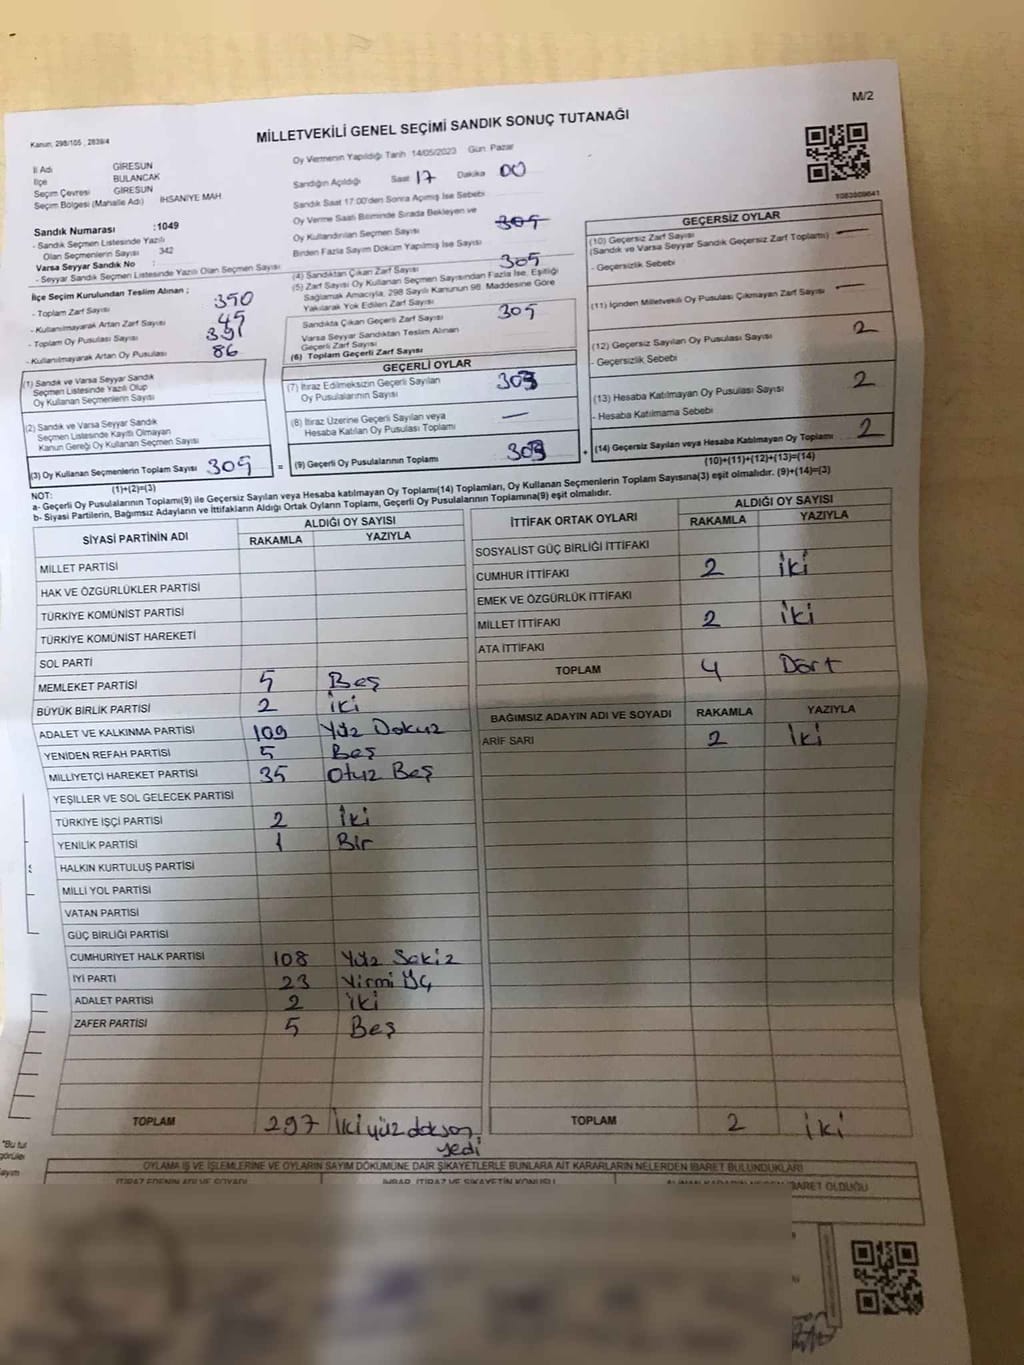 M/2
Kanun, 298/105 , 2839/4
MİLLETVEKİLİ GENEL SEÇİMİ SANDIK SONUÇ TUTANAĞI
İl Adı GİRESUN
İlçe BULANCAK
Seçim Çevresi GİRESUN
Seçim Bölgesi (Mahalle Adı) İHSANİYE MAH
Sandık Numarası :1049
- Sandık Seçmen Listesinde Yazılı
Olan Seçmenlerin Sayısı 342
Varsa Seyyar Sandık No :
- Seyyar Sandık Seçmen Listesinde Yazılı Olan Seçmen Sayısı
İlçe Seçim Kurulundan Teslim Alınan ;
- Toplam Zarf Sayısı 350
- Kullanılmayarak Artan Zarf Sayısı 45
- Toplam Oy Pusulası Sayısı 391
- Kullanılmayarak Artan Oy Pusulası 86
(1) Sandık ve Varsa Seyyar Sandık
Seçmen Listesinde Yazılı Olup
Oy Kullanan Seçmenlerin Sayısı
(2) Sandık ve Varsa Seyyar Sandık
Seçmen Listesinde Kayıtlı Olmayan
Kanun Gereği Oy Kullanan Seçmen Sayısı
(3) Oy Kullanan Seçmenlerin Toplam Sayısı 305 =
(1)+(2)=(3)
Oy Vermenin Yapıldığı Tarih 14/05/2023 Gün Pazar
Sandığın Açıldığı Saat 17 Dakika 00
Sandık Saat 17:00'den Sonra Açımış İse Sebebi
Oy Verme Saati Bitiminde Sırada Bekleyen ve
Oy Kullandırılan Seçmen Sayısı 305
Birden Fazla Sayım Döküm Yapılmış İse Sayısı
(4) Sandıktan Çıkan Zarf Sayısı 305
(5) Zarf Sayısı Oy Kullanan Seçmen Sayısından Fazla İse, Eşitliği
Sağlamak Amacıyla, 298 Sayılı Kanunun 98. Maddesine Göre
Yakılarak Yok Edilen Zarf Sayısı
Sandıkta Çıkan Geçerli Zarf Sayısı 305
Varsa Seyyar Sandıktan Teslim Alınan
Geçerli Zarf Sayısı
(6) Toplam Geçerli Zarf Sayısı
GEÇERLİ OYLAR
(7) İtiraz Edilmeksizin Geçerli Sayılan
Oy Pusulasının Sayısı 303
(8) İtiraz Üzerine Geçerli Sayılan veya
Hesaba Katılan Oy Pusulası Toplamı —
(9) Geçerli Oy Pusulalarının Toplamı 303 +
1083809641
GEÇERSİZ OYLAR
(10) Geçersiz Zarf Sayısı
(Sandık ve Varsa Seyyar Sandık Geçersiz Zarf Toplamı) —
- Geçersizlik Sebebi
(11) İçinden Milletvekili Oy Pusulası Çıkmayan Zarf Sayısı —
(12) Geçersiz Sayılan Oy Pusulası Sayısı 2
- Geçersizlik Sebebi
(13) Hesaba Katılmayan Oy Pusulası Sayısı 2
- Hesaba Katılmama Sebebi
(14) Geçersiz Sayılan veya Hesaba Katılmayan Oy Toplamı 2
(10)+(11)+(12)+(13)=(14)
NOT:
a- Geçerli Oy Pusulalarının Toplamı(9) ile Geçersiz Sayılan veya Hesaba katılmayan Oy Toplamı(14) Toplamları, Oy Kullanan Seçmenlerin Toplam Sayısına(3) eşit olmalıdır. (9)+(14)=(3)
b- Siyasi Partilerin, Bağımsız Adayların ve İttifakların Aldığı Ortak Oyların Toplamı, Geçerli Oy Pusulalarının Toplamına(9) eşit olmalıdır.
SİYASİ PARTİNİN ADI ALDIĞI OY SAYISI
RAKAMLA YAZIYLA
MİLLET PARTİSİ
HAK VE ÖZGÜRLÜKLER PARTİSİ
TÜRKİYE KOMÜNİST PARTİSİ
TÜRKİYE KOMÜNİST HAREKETİ
SOL PARTİ
MEMLEKET PARTİSİ 5 Beş
BÜYÜK BİRLİK PARTİSİ 2 İki
ADALET VE KALKINMA PARTİSİ 109 Yüz Dokuz
YENİDEN REFAH PARTİSİ 5 Beş
MİLLİYETÇİ HAREKET PARTİSİ 35 Otuz Beş
YEŞİLLER VE SOL GELECEK PARTİSİ
TÜRKİYE İŞÇİ PARTİSİ 2 İki
YENİLİK PARTİSİ 1 Bir
HALKIN KURTULUŞ PARTİSİ
MİLLİ YOL PARTİSİ
VATAN PARTİSİ
GÜÇ BİRLİĞİ PARTİSİ
CUMHURİYET HALK PARTİSİ 108 Yüz Sekiz
İYİ PARTİ 23 Yirmi Üç
ADALET PARTİSİ 2 İki
ZAFER PARTİSİ 5 Beş
TOPLAM 297 İki yüz doksan
yedi
İTTİFAK ORTAK OYLARI ALDIĞI OY SAYISI
RAKAMLA YAZIYLA
SOSYALİST GÜÇ BİRLİĞİ İTTİFAKI
CUMHUR İTTİFAKI 2 İki
EMEK VE ÖZGÜRLÜK İTTİFAKI
MİLLET İTTİFAKI 2 İki
ATA İTTİFAKI
TOPLAM 4 Dört
BAĞIMSIZ ADAYIN ADI VE SOYADI RAKAMLA YAZIYLA
ARİF SARI 2 İki
TOPLAM 2 İki
OYLAMA İŞ VE İŞLEMLERİNE VE OYLARIN SAYIM DÖKÜMÜNE DAİR ŞİKAYETLERLE BUNLARA AİT KARARLARIN NELERDEN İBARET BULUNDUKLARI
İTİRAZ EDENİN ADI VE SOYADI İHBAR, İTİRAZ VE ŞİKAYETİN KONUSU
"Bu tut